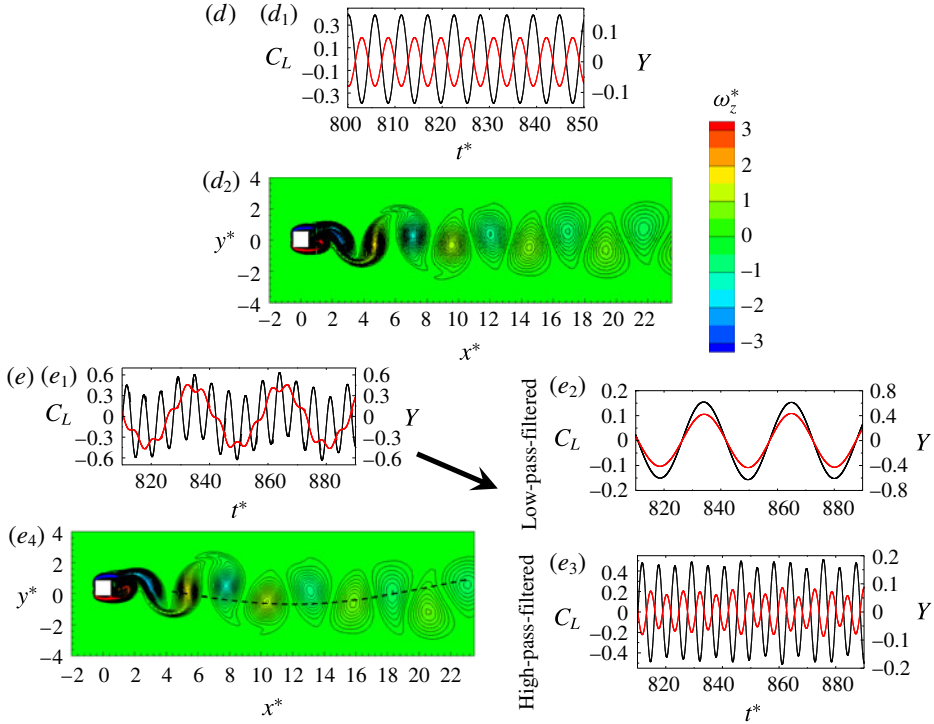 (d) (d1)
0.3
0.1
−0.1
−0.3
C_L
0.1
0
−0.1
Y
800 810 820 830 840 850
t*
ω_z*
3
2
1
0
−1
−2
−3
(d2)
4
2
0
−2
−4
y*
−2 0 2 4 6 8 10 12 14 16 18 20 22
x*
(e) (e1)
0.6
0.3
0
−0.3
−0.6
C_L
0.6
0.3
0
−0.3
−0.6
Y
820 840 860 880
t*
(e2)
Low-pass-filtered
0.2
0.1
0
−0.1
−0.2
C_L
0.8
0.4
0
−0.4
−0.8
Y
820 840 860 880
(e4)
4
2
0
−2
−4
y*
−2 0 2 4 6 8 10 12 14 16 18 20 22
x*
(e3)
High-pass-filtered
0.4
0.2
0
−0.2
−0.4
C_L
0.2
0.1
0
−0.1
−0.2
Y
820 840 860 880
t*